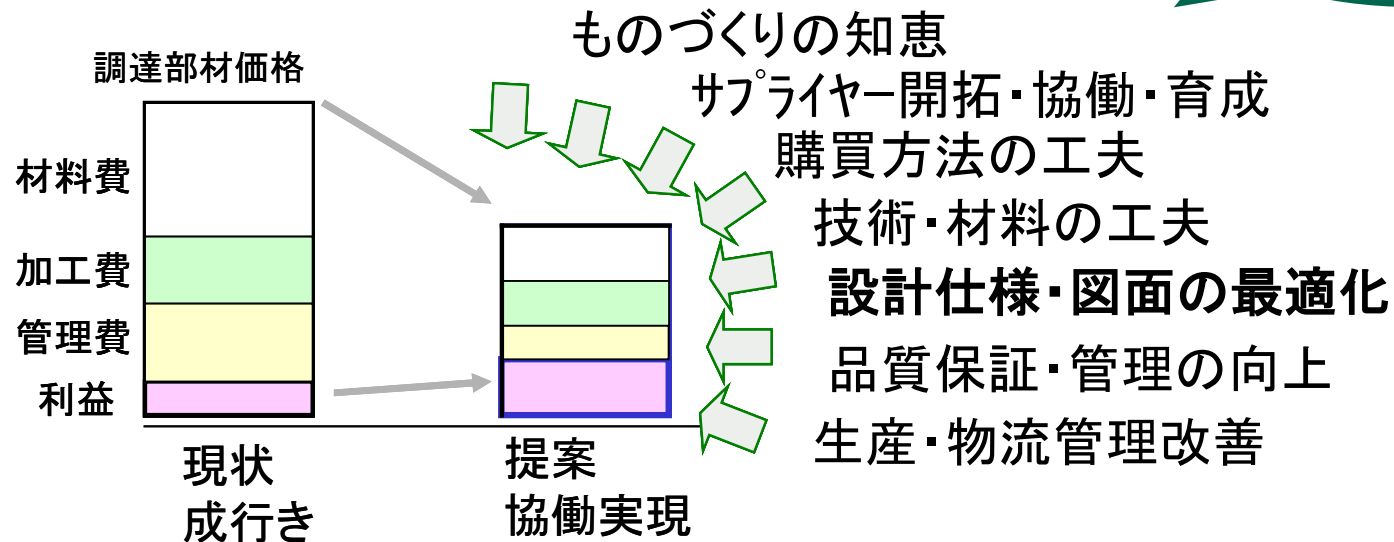 ものづくりの知恵
調達部材価格
サプライヤー開拓・協働・育成
購買方法の工夫
材料費
技術・材料の工夫
加工費
設計仕様・図面の最適化
管理費
品質保証・管理の向上
利益
生産・物流管理改善
現状
成行き
提案
協働実現